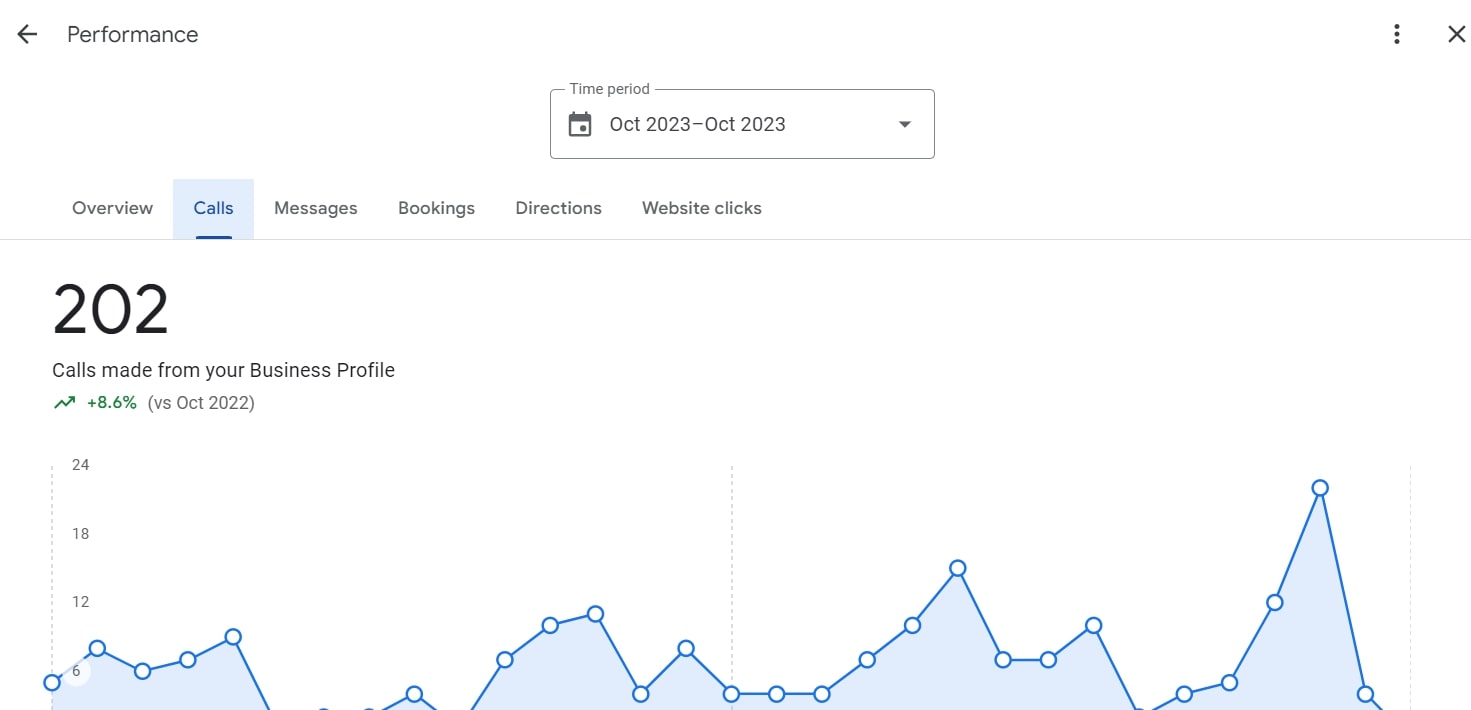 Performance
Time period
Oct 2023–Oct 2023
Overview Calls Messages Bookings Directions Website clicks
202
Calls made from your Business Profile
+8.6% (vs Oct 2022)
24
18
12
6